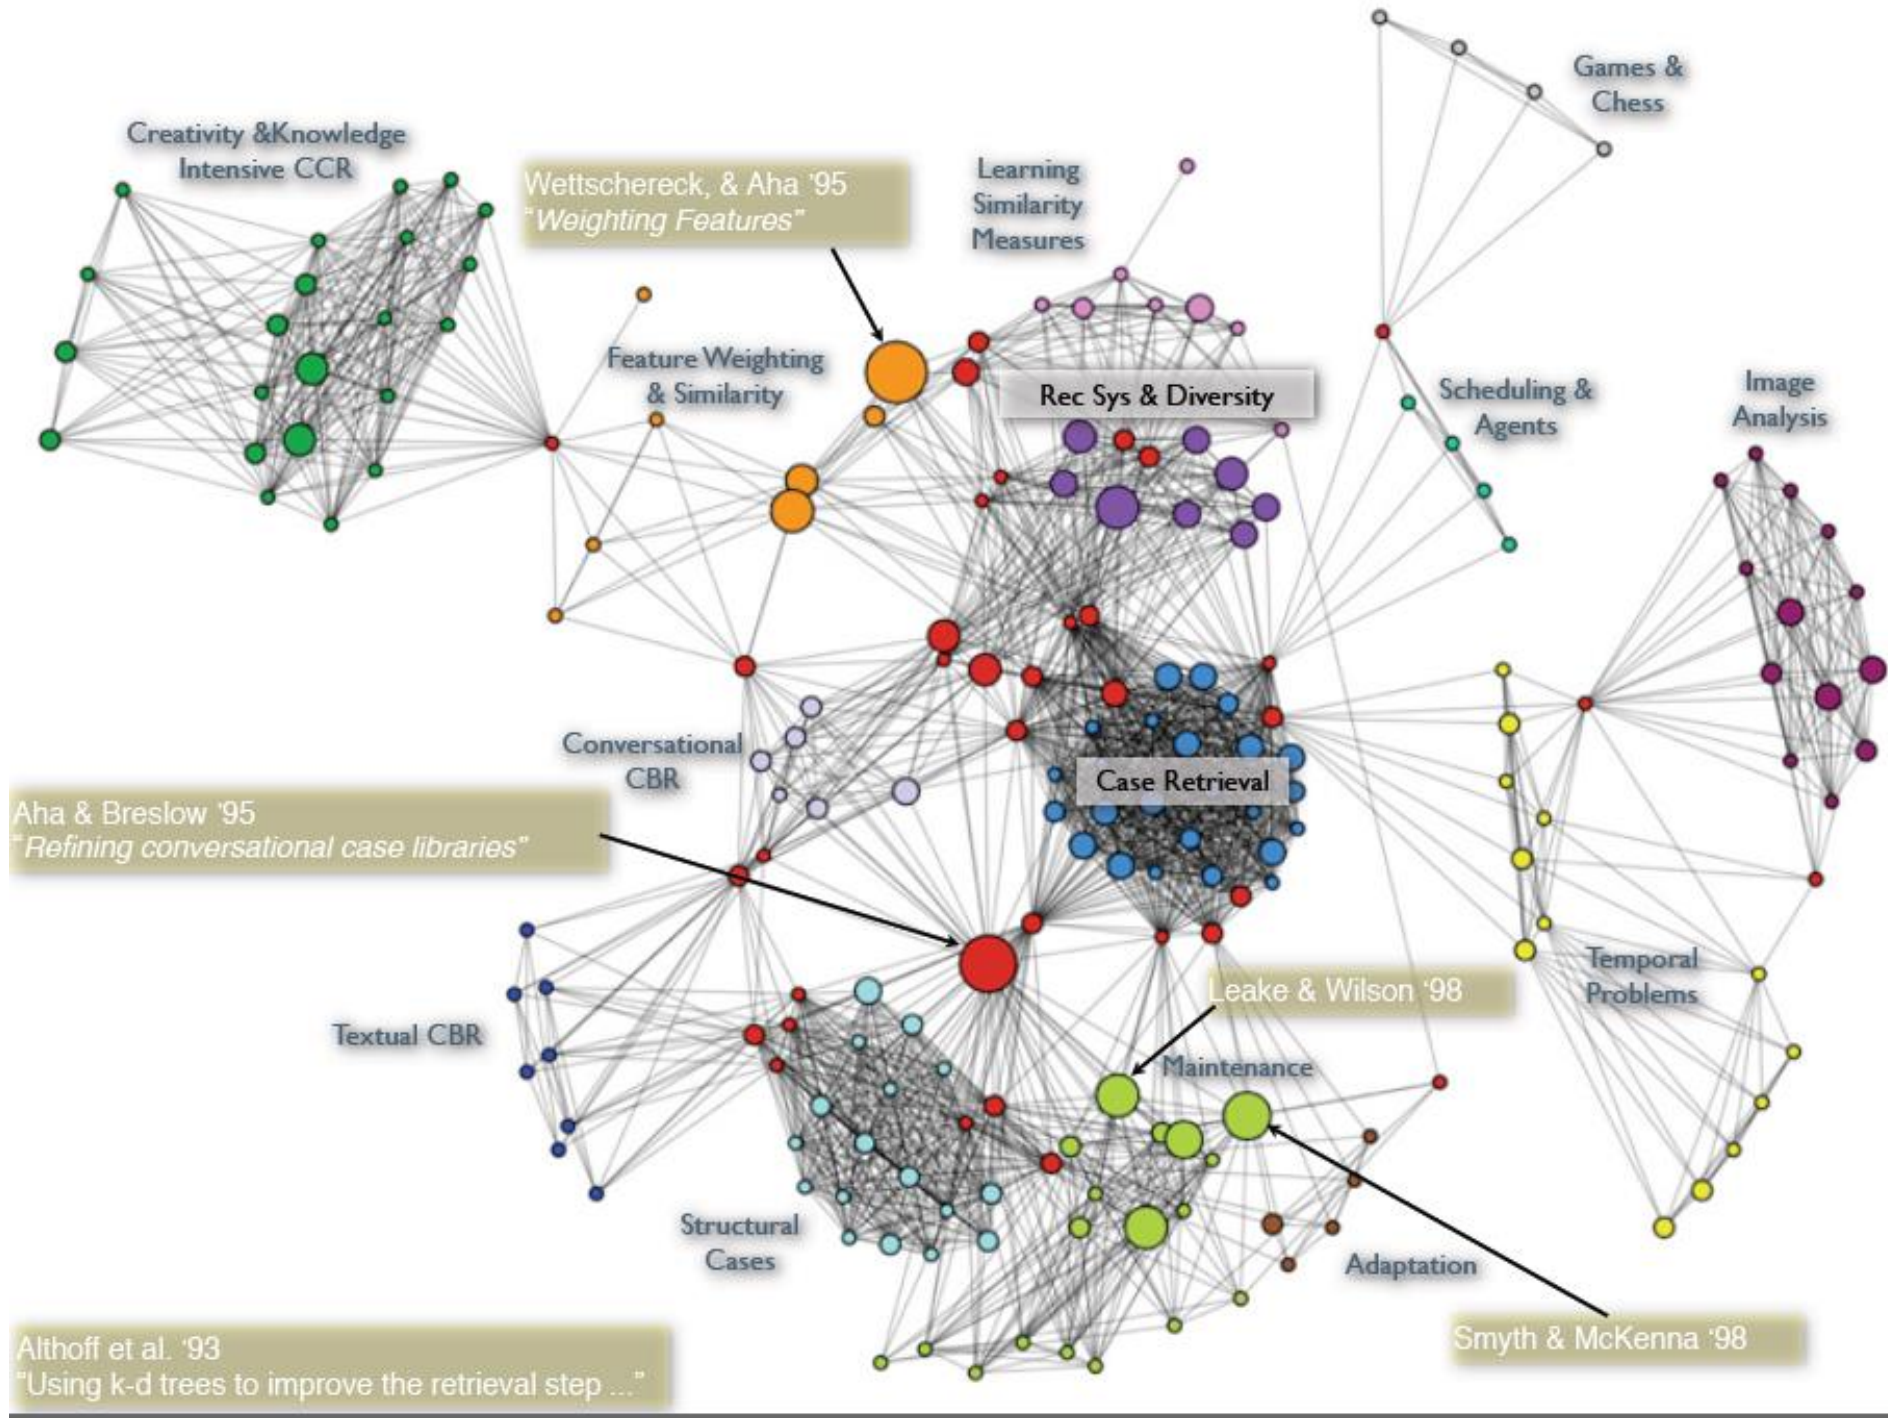 Games &
Chess
Creativity &Knowledge
Intensive CCR
Wettschereck, & Aha ‘95
“Weighting Features”
Learning
Similarity
Measures
Feature Weighting
& Similarity
Rec Sys & Diversity
Scheduling &
Agents
Image
Analysis
Conversational
CBR
Case Retrieval
Aha & Breslow ‘95
“Refining conversational case libraries”
Temporal
Problems
Leake & Wilson ‘98
Textual CBR
Maintenance
Structural
Cases
Adaptation
Smyth & McKenna ‘98
Althoff et al. ‘93
“Using k-d trees to improve the retrieval step ...”